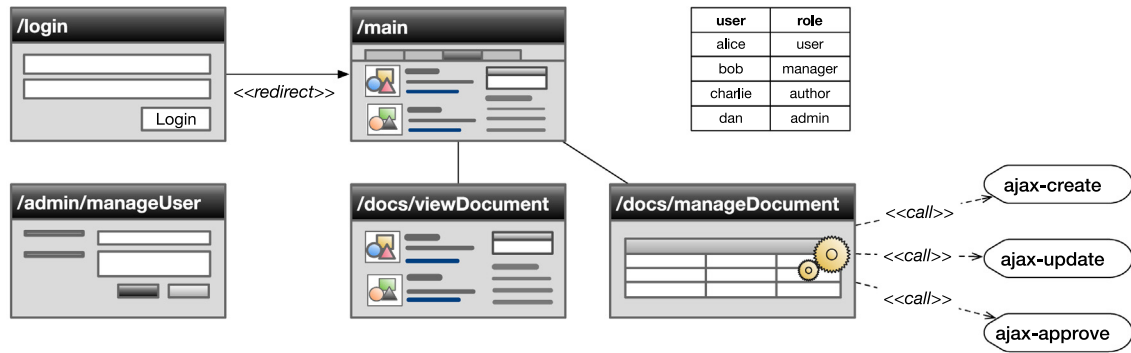 /login
Login
<<redirect>>
/main
user role
alice user
bob manager
charlie author
dan admin
/admin/manageUser
/docs/viewDocument
/docs/manageDocument
<<call>>
ajax-create
<<call>>
ajax-update
<<call>>
ajax-approve